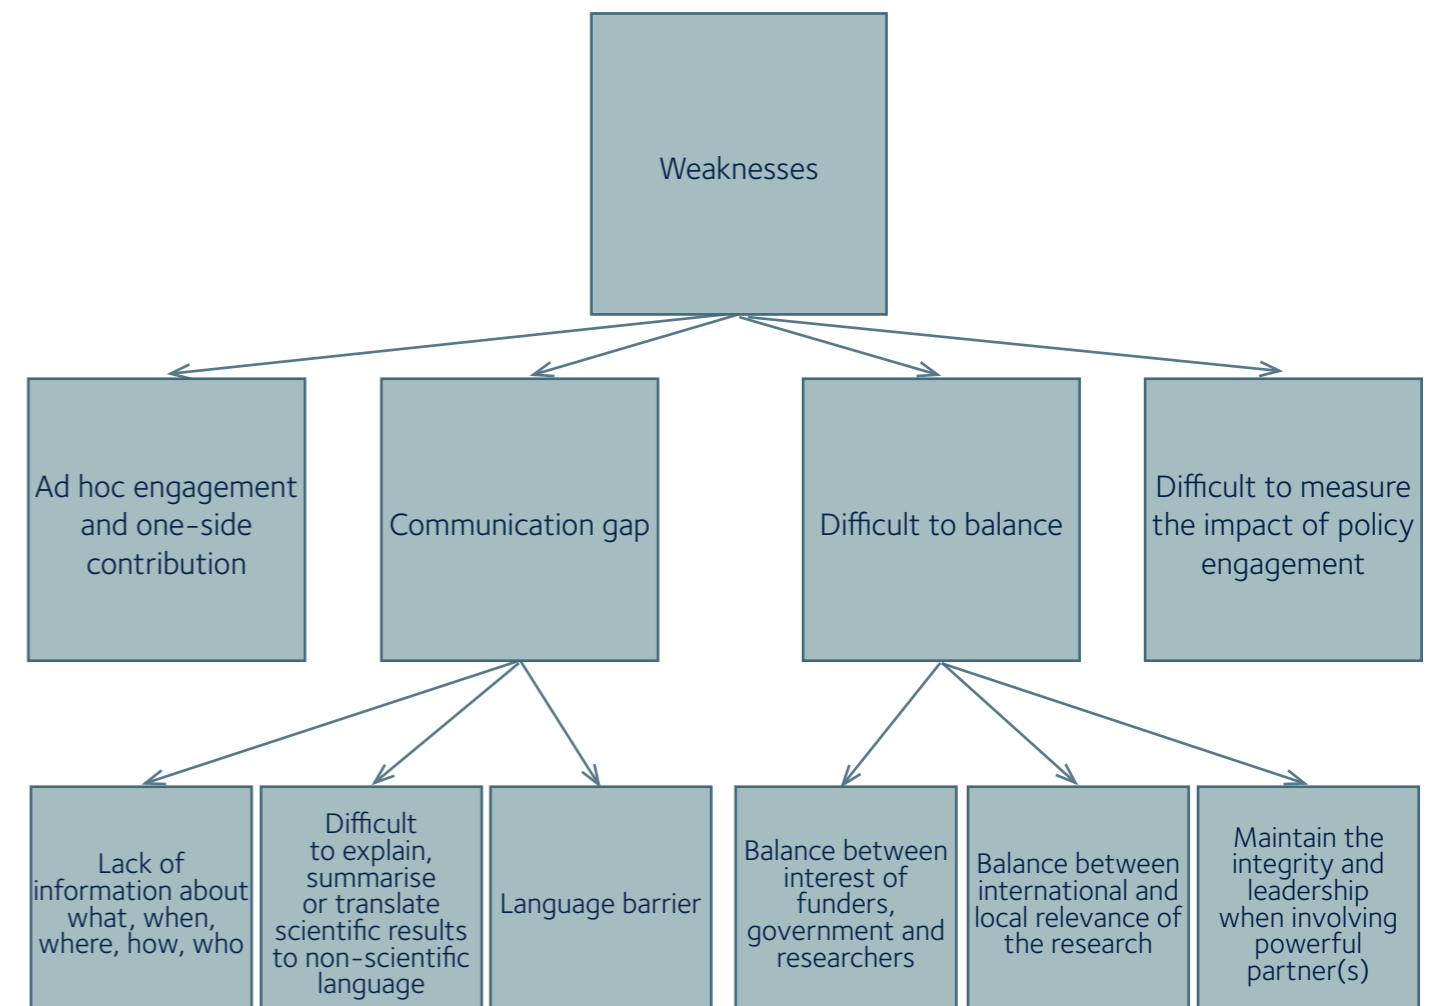 Weaknesses
Ad hoc engagement
and one-side
contribution
Communication gap
Difficult to balance
Difficult to measure
the impact of policy
engagement
Lack of
information about
what, when,
where, how, who
Difficult
to explain,
summarise
or translate
scientific results
to non-scientific
language
Language barrier
Balance between
interest of
funders,
government and
researchers
Balance between
international and
local relevance of
the research
Maintain the
integrity and
leadership
when involving
powerful
partner(s)